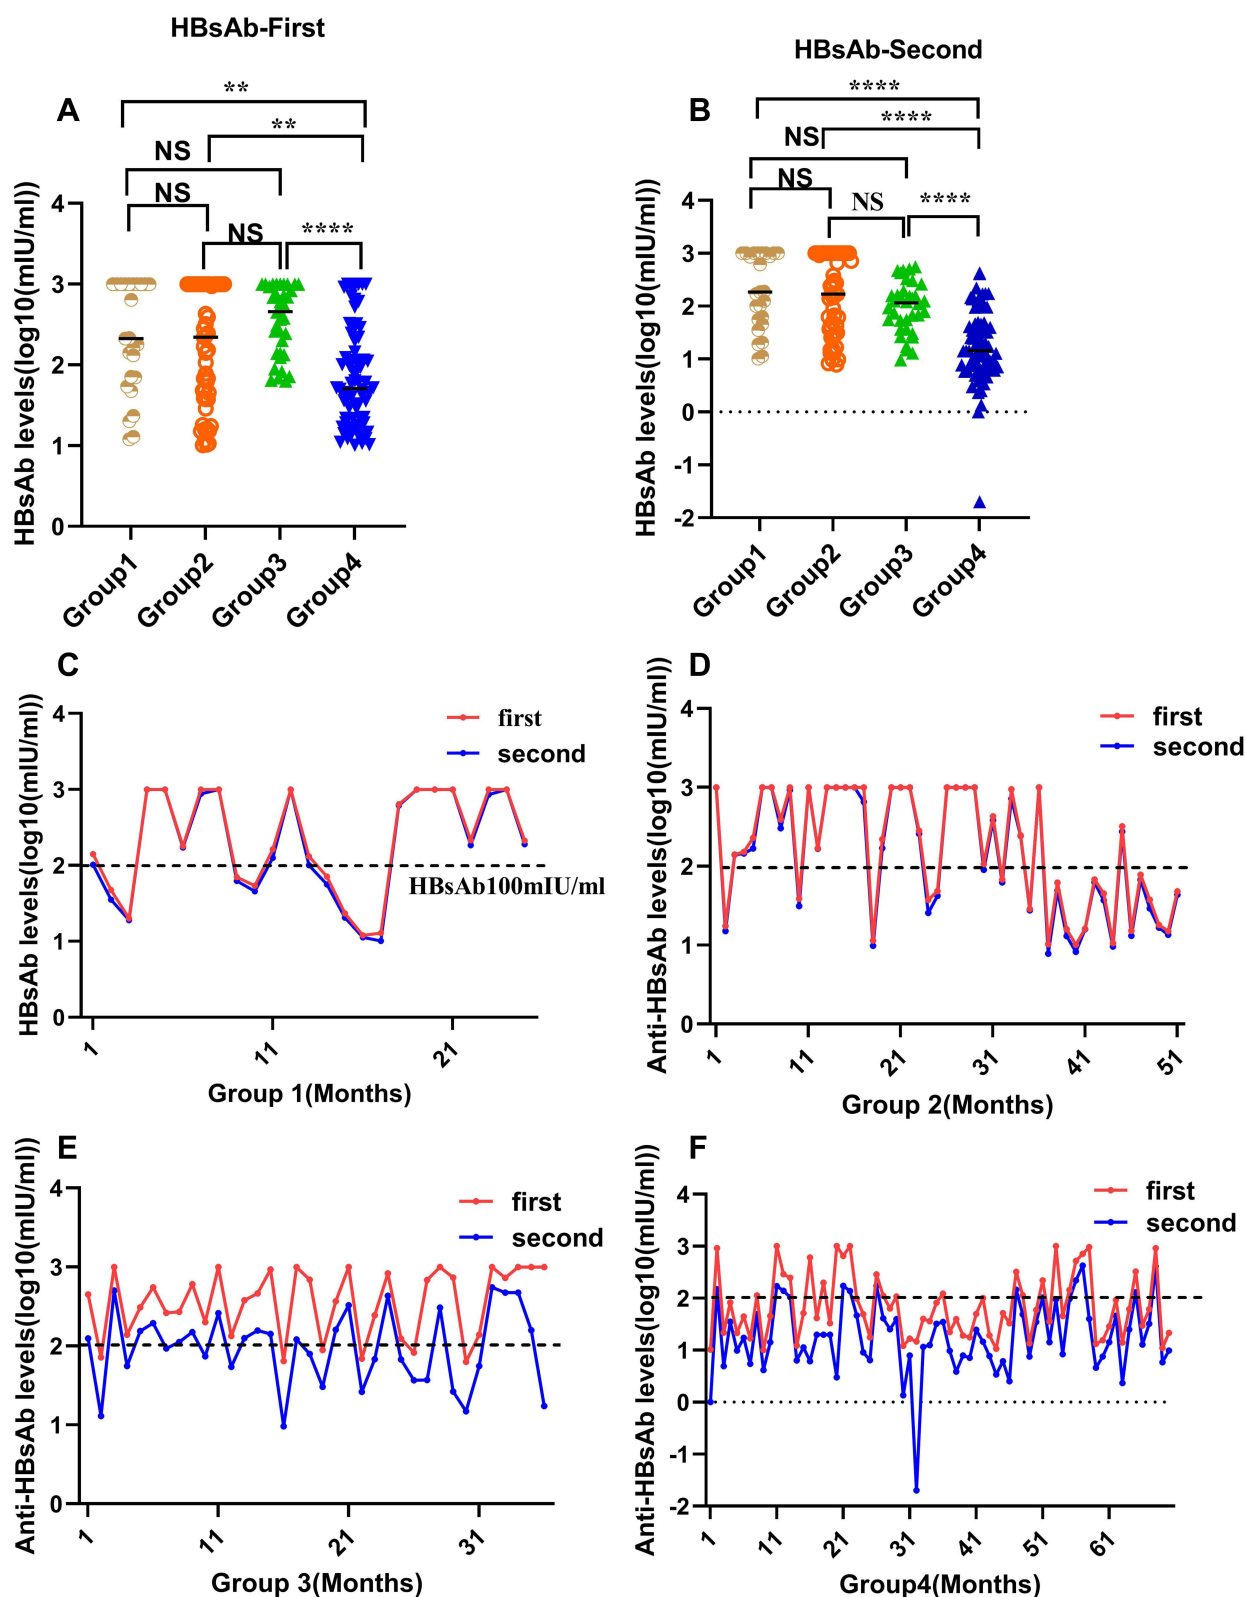 HBsAb-First
HBsAb-Second
A
**
**
NS
NS
NS
****
HBsAb levels(log10(mIU/ml))
4
3
2
1
0
Group1
Group2
Group3
Group4
B
****
****
NS
NS
NS
****
HBsAb levels(log10(mIU/ml))
4
3
2
1
0
-1
-2
Group1
Group2
Group3
Group4
C
HBsAb levels(log10(mIU/ml))
4
3
2
1
0
first
second
HBsAb100mIU/ml
1
11
21
Group 1(Months)
D
Anti-HBsAb levels(log10(mIU/ml))
4
3
2
1
0
first
second
1
11
21
31
41
51
Group 2(Months)
E
Anti-HBsAb levels(log10(mIU/ml))
4
3
2
1
0
first
second
1
11
21
31
Group 3(Months)
F
Anti-HBsAb levels(log10(mIU/ml))
4
3
2
1
0
-1
-2
first
second
1
11
21
31
41
51
61
Group4(Months)